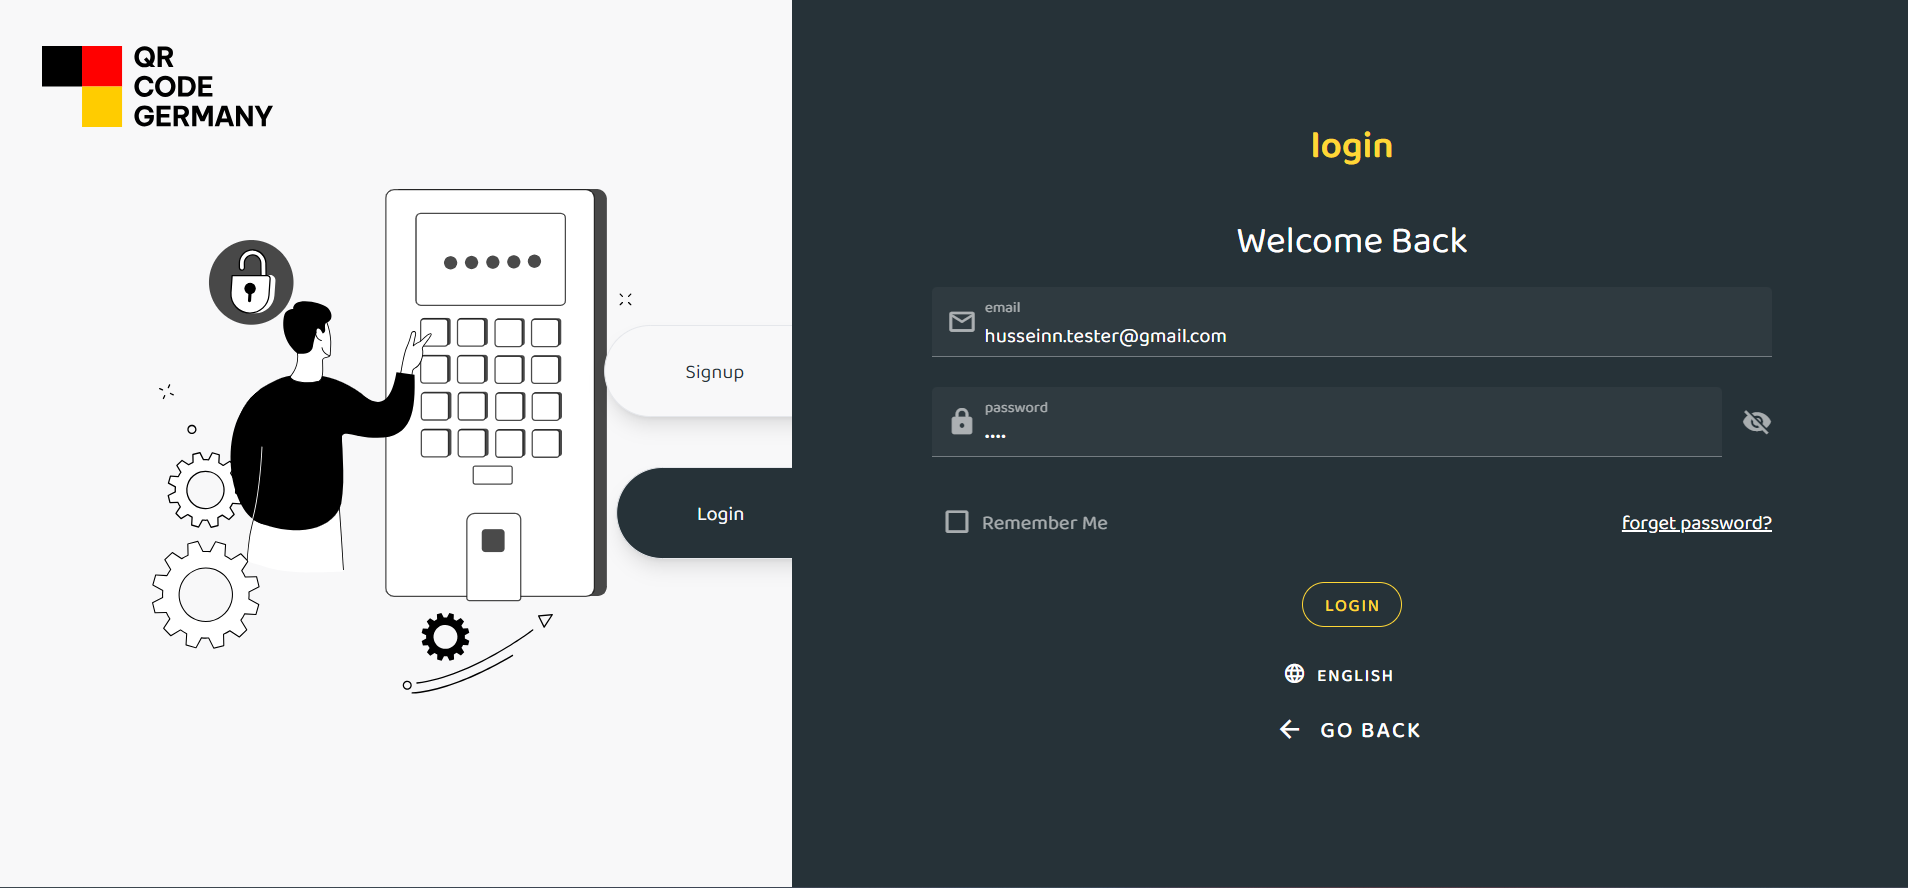 QR
CODE
GERMANY
Signup
Login
login
Welcome Back
email
husseinn.tester@gmail.com
password
••••
Remember Me
forget password?
LOGIN
ENGLISH
GO BACK